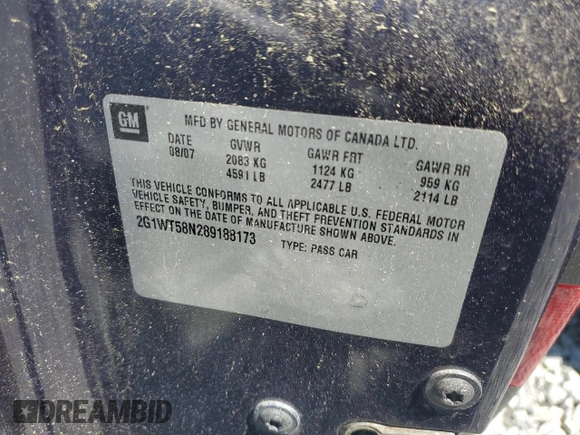 GM
MFD BY GENERAL MOTORS OF CANADA LTD.
DATE GVWR GAWR FRT GAWR RR
08/07 2083 KG 1124 KG 959 KG
4591 LB 2477 LB 2114 LB
THIS VEHICLE CONFORMS TO ALL APPLICABLE U.S. FEDERAL MOTOR
VEHICLE SAFETY, BUMPER, AND THEFT PREVENTION STANDARDS IN
EFFECT ON THE DATE OF MANUFACTURE SHOWN ABOVE.
2G1WT58N289188173 TYPE: PASS CAR
DREAMBID